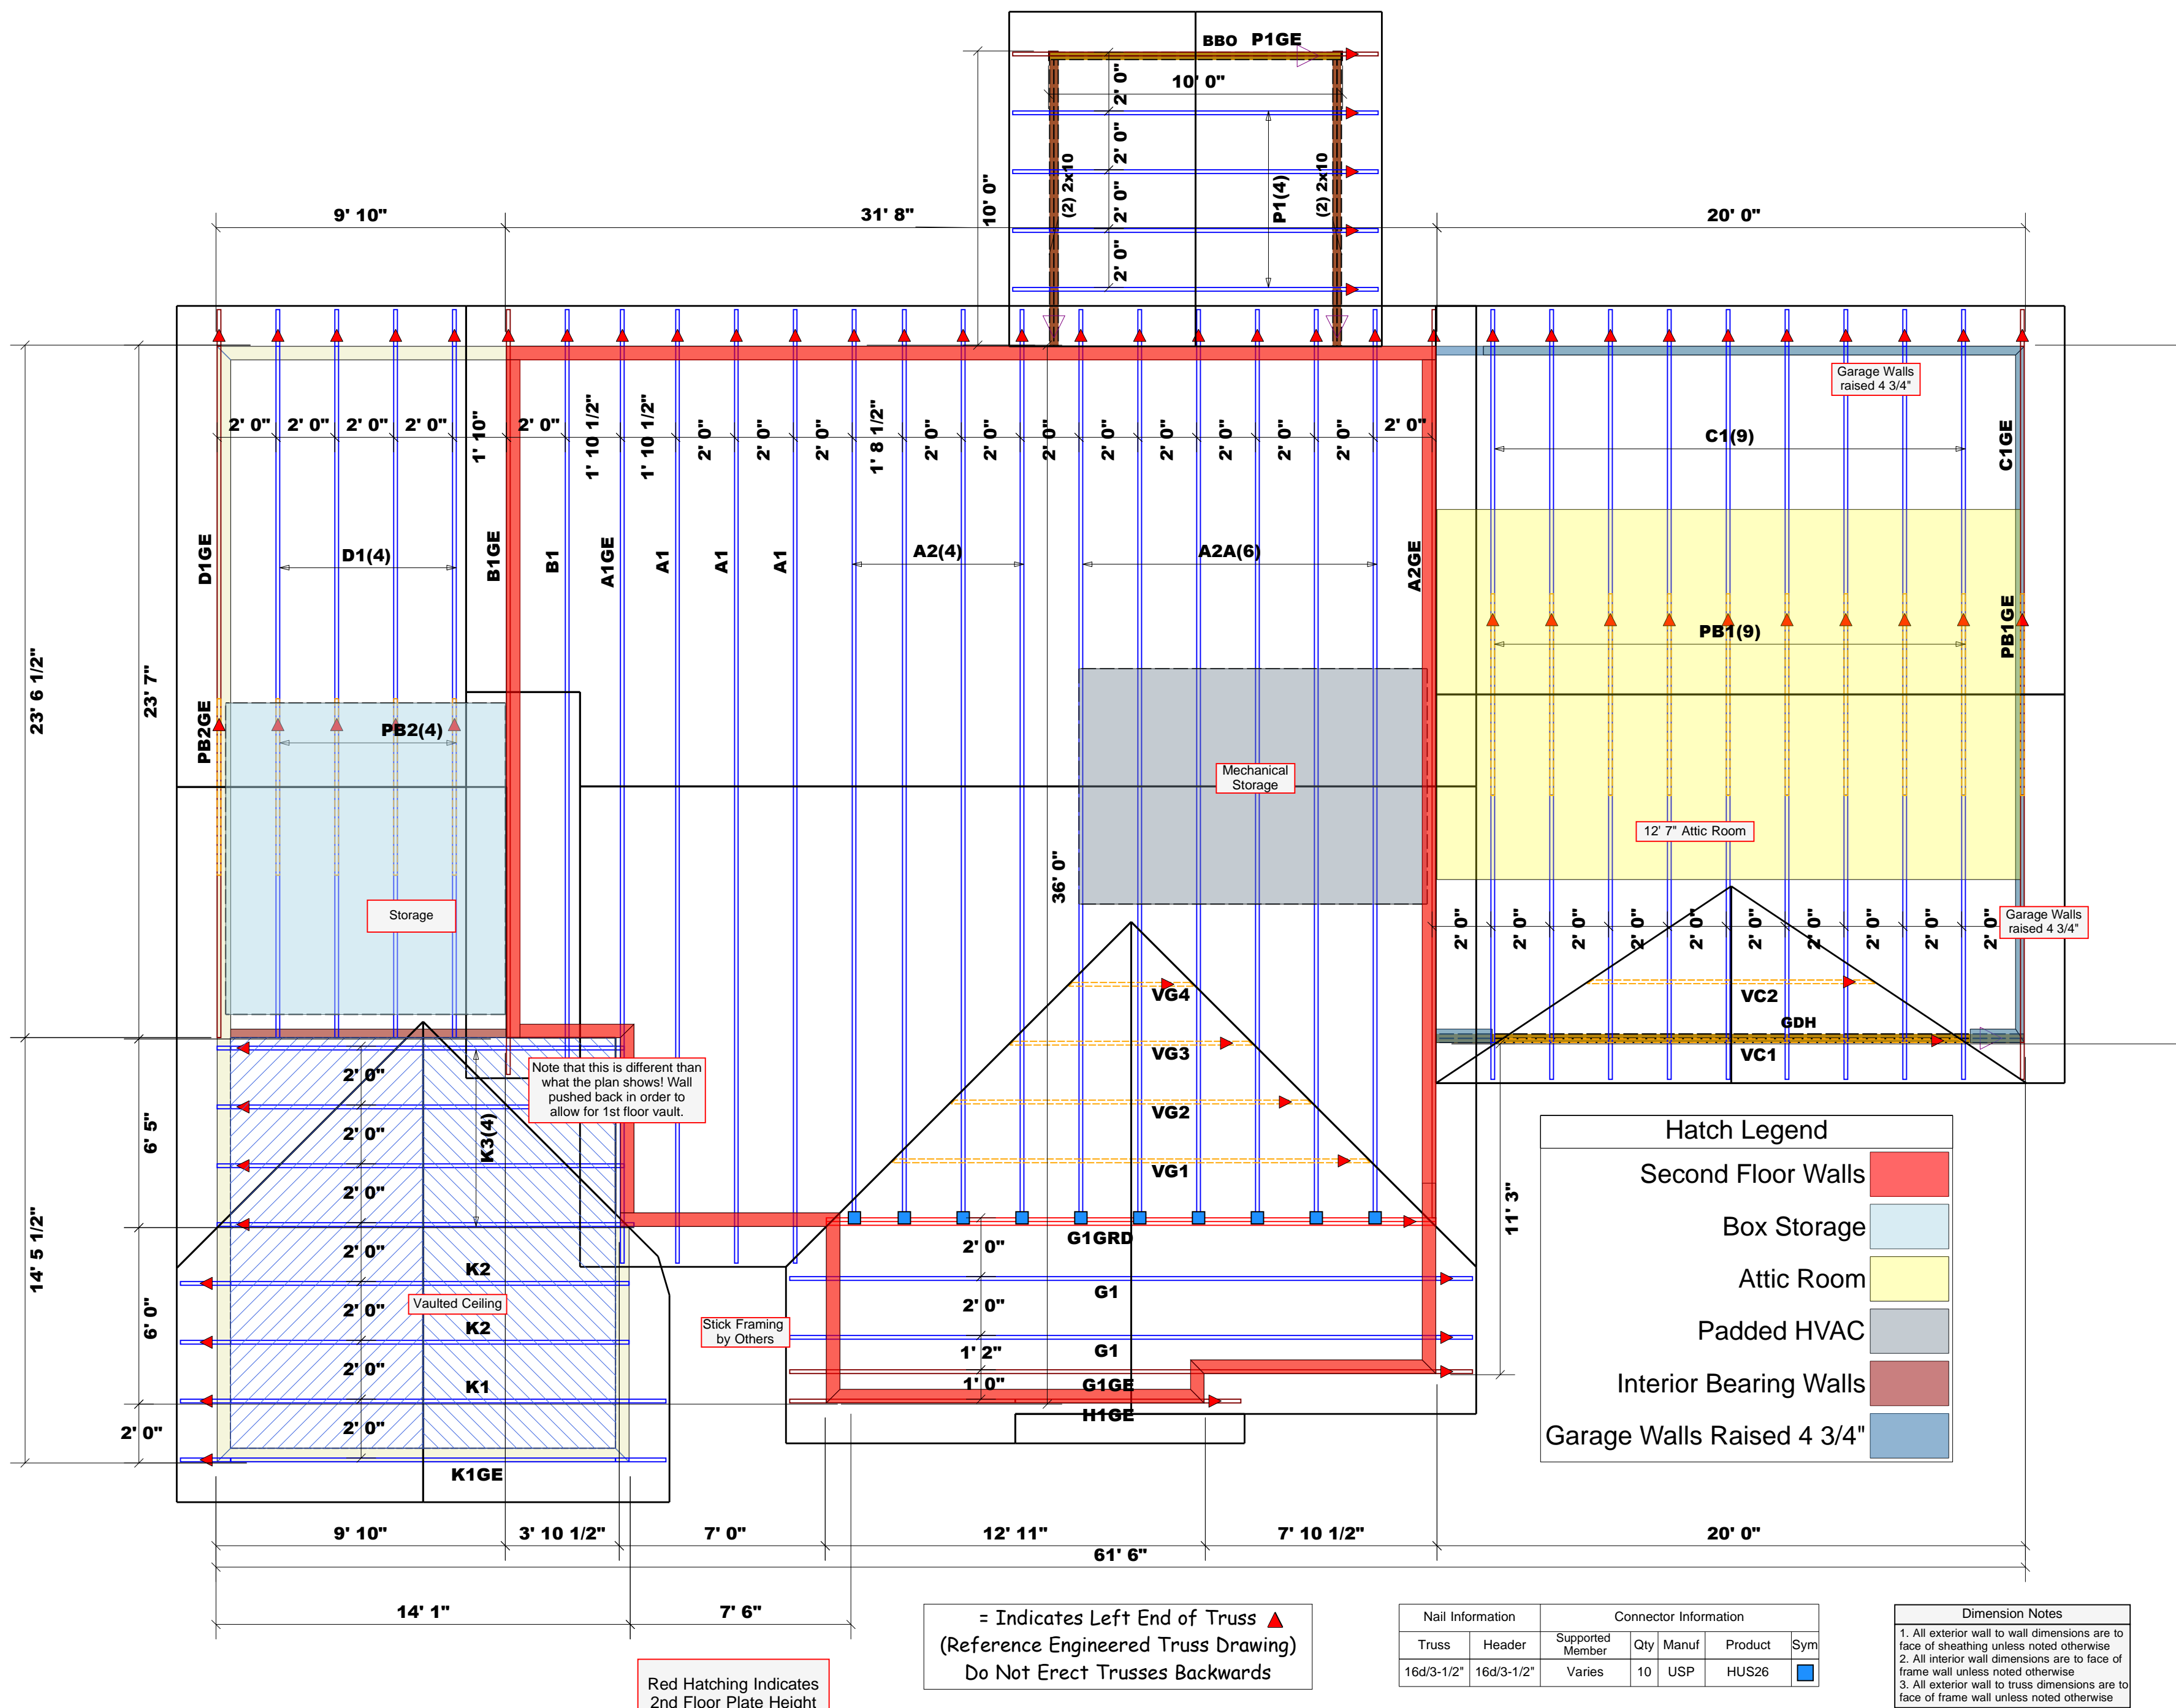 BBO P1GE
10' 0"
2' 0"
2' 0"
2' 0"
2' 0"
10' 0"
(2) 2x10
P1(4)
(2) 2x10
9' 10"
31' 8"
20' 0"
Garage Walls
raised 4 3/4"
2' 0"
2' 0"
2' 0"
2' 0"
1' 10"
2' 0"
1' 10 1/2"
1' 10 1/2"
2' 0"
2' 0"
2' 0"
1' 8 1/2"
2' 0"
2' 0"
2' 0"
2' 0"
2' 0"
2' 0"
2' 0"
2' 0"
2' 0"
C1(9)
C1GE
D1GE
D1(4)
B1GE
B1
A1GE
A1
A1
A1
A2(4)
A2A(6)
A2GE
23' 6 1/2"
23' 7"
PB2GE
PB2(4)
PB1(9)
PB1GE
Mechanical
Storage
12' 7" Attic Room
36' 0"
Storage
2' 0"
2' 0"
2' 0"
2' 0"
2' 0"
2' 0"
2' 0"
2' 0"
2' 0"
2' 0"
Garage Walls
raised 4 3/4"
VG4
VC2
GDH
VC1
VG3
VG2
VG1
Note that this is different than
what the plan shows! Wall
pushed back in order to
allow for 1st floor vault.
2' 0"
2' 0"
2' 0"
2' 0"
2' 0"
2' 0"
2' 0"
K3(4)
6' 5"
14' 5 1/2"
6' 0"
2' 0"
K2
Vaulted Ceiling
K2
K1
K1GE
Stick Framing
by Others
G1GRD
2' 0"
G1
2' 0"
G1
1' 2"
1' 0"
G1GE
H1GE
11' 3"
Hatch Legend
Second Floor Walls
Box Storage
Attic Room
Padded HVAC
Interior Bearing Walls
Garage Walls Raised 4 3/4"
9' 10"
3' 10 1/2"
7' 0"
12' 11"
7' 10 1/2"
20' 0"
61' 6"
14' 1"
7' 6"
= Indicates Left End of Truss
(Reference Engineered Truss Drawing)
Do Not Erect Trusses Backwards
Red Hatching Indicates
2nd Floor Plate Height
Nail Information Connector Information
Truss Header Supported Member Qty Manuf Product Sym
16d/3-1/2" 16d/3-1/2" Varies 10 USP HUS26
Dimension Notes
1. All exterior wall to wall dimensions are to
face of sheathing unless noted otherwise
2. All interior wall dimensions are to face of
frame wall unless noted otherwise
3. All exterior wall to truss dimensions are to
face of frame wall unless noted otherwise